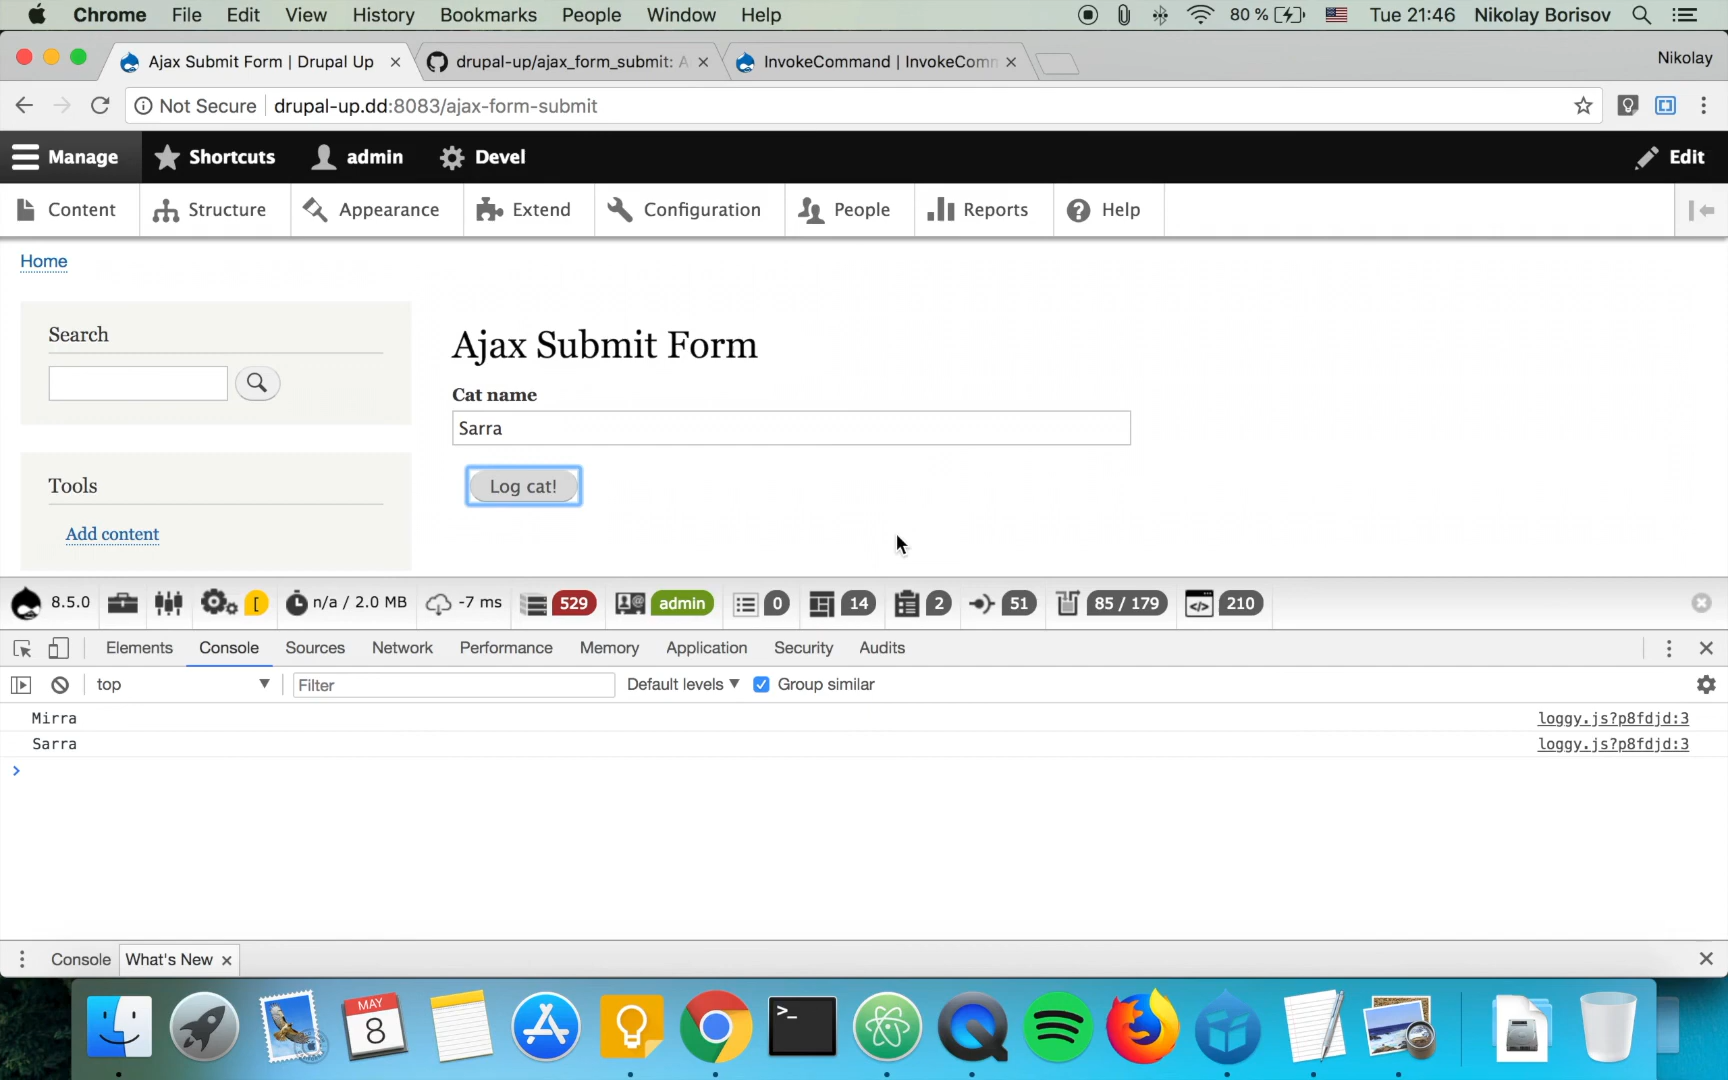 Chrome File Edit View History Bookmarks People Window Help 80 % Tue 21:46 Nikolay Borisov
Ajax Submit Form | Drupal Up × drupal-up/ajax_form_submit: A × InvokeCommand | InvokeComm × Nikolay
Not Secure drupal-up.dd:8083/ajax-form-submit
Manage Shortcuts admin Devel Edit
Content Structure Appearance Extend Configuration People Reports Help
Home
Search
Ajax Submit Form
Cat name
Sarra
Tools
Log cat!
Add content
8.5.0 [ n/a / 2.0 MB -7 ms 529 admin 0 14 2 51 85 / 179 210
Elements Console Sources Network Performance Memory Application Security Audits
top Filter Default levels Group similar
Mirra loggy.js?p8fdjd:3
Sarra loggy.js?p8fdjd:3
>
Console What's New ×
MAY
8
>_